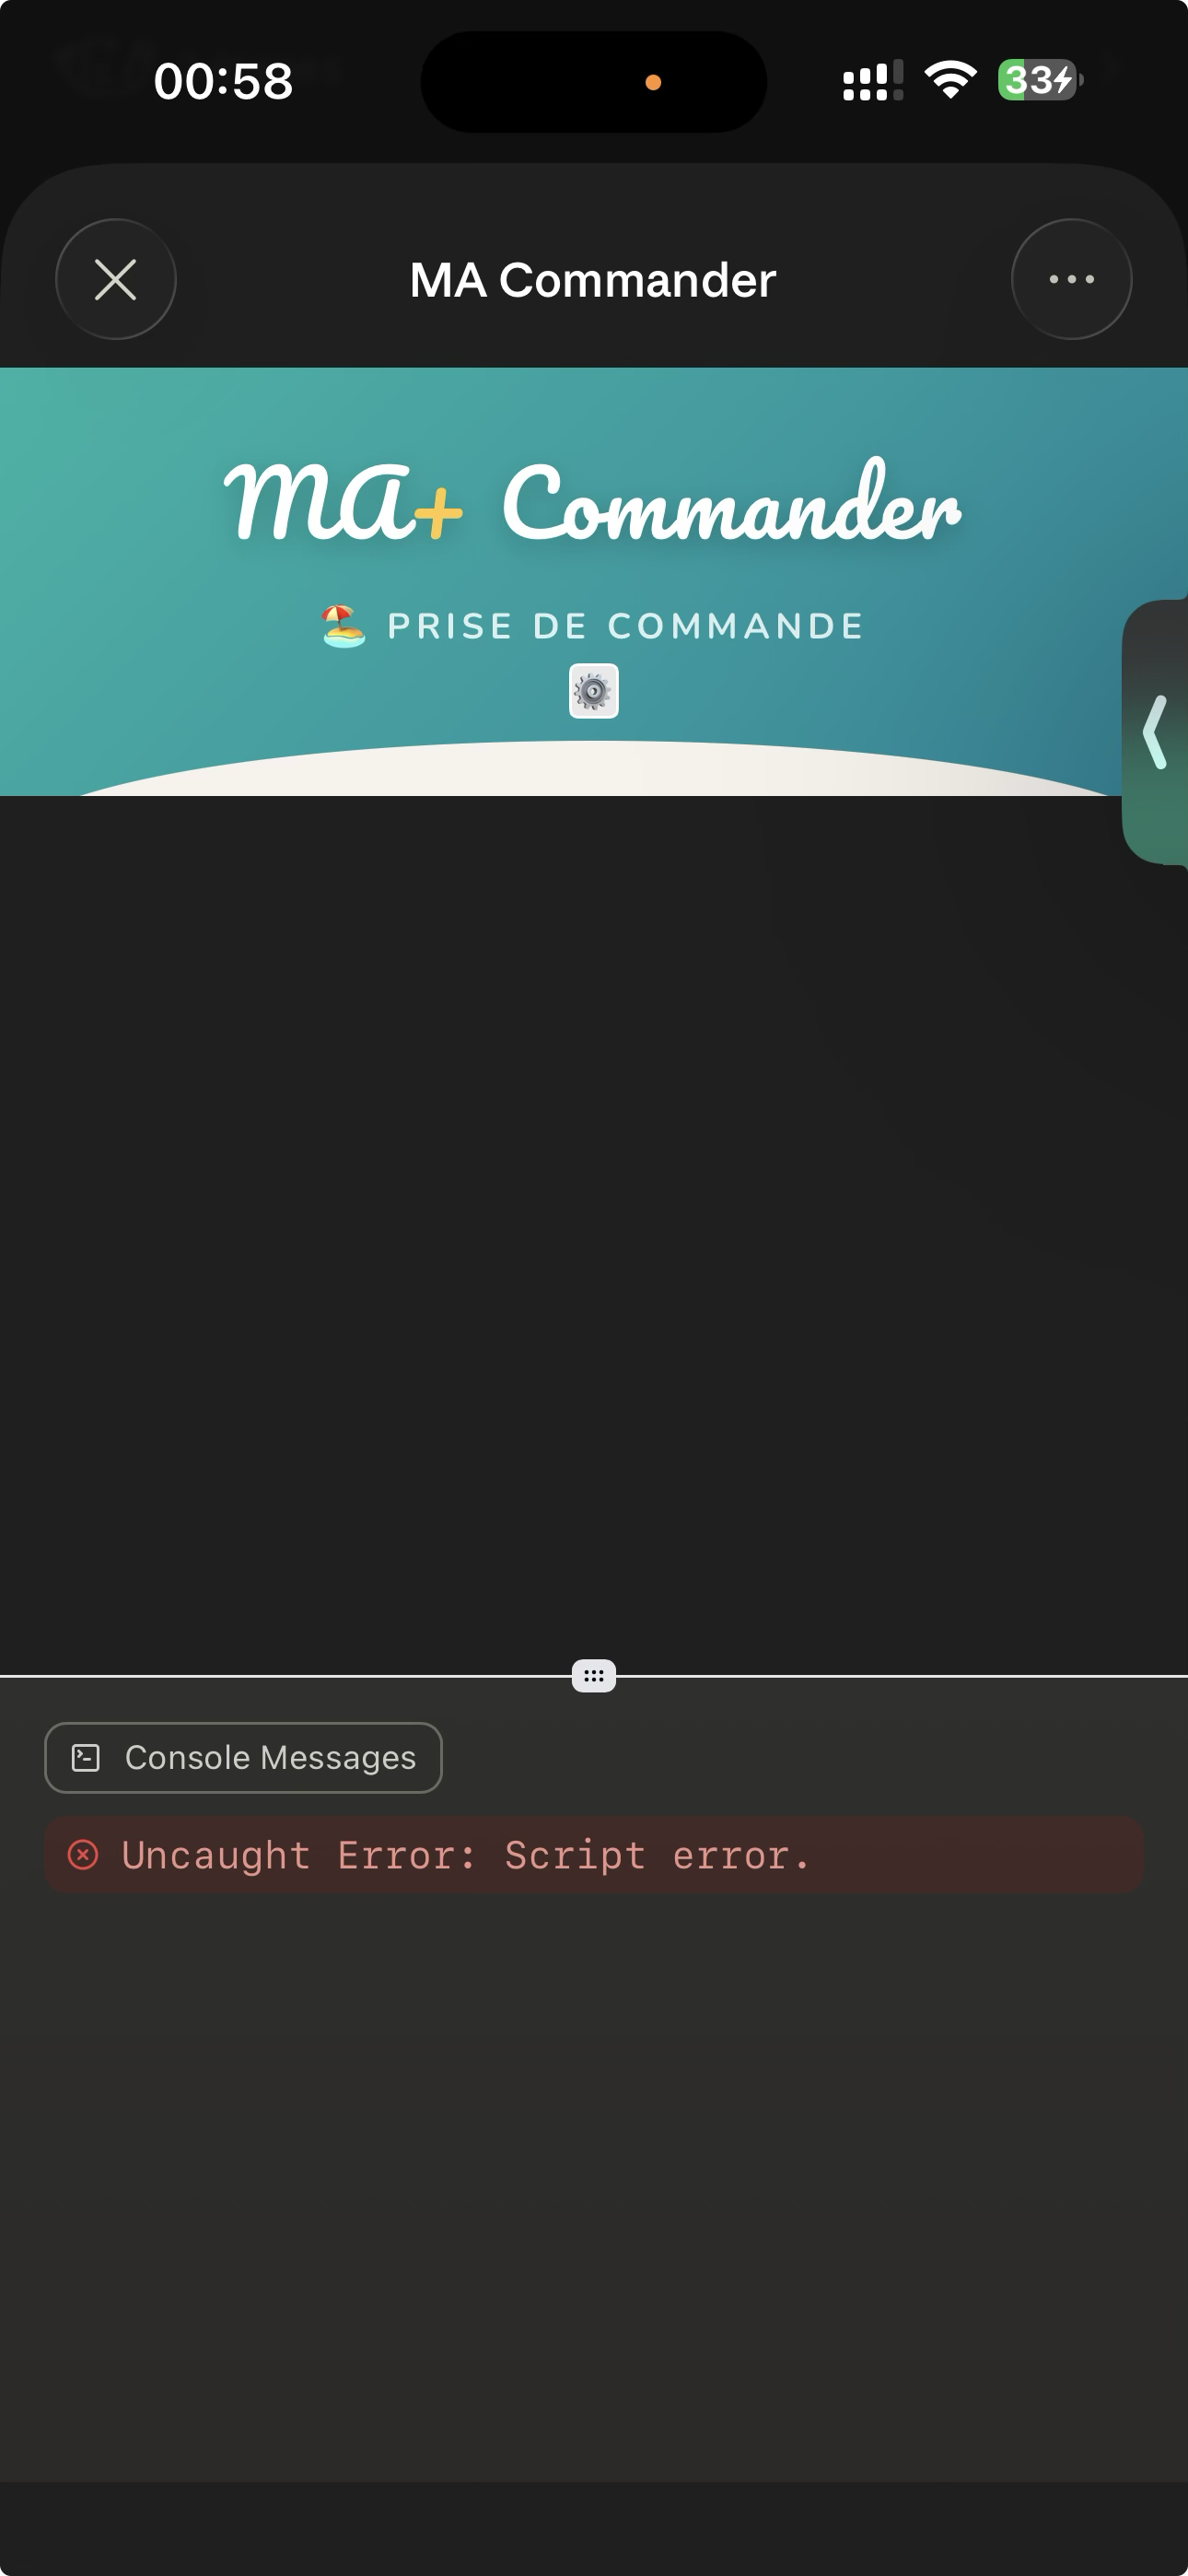 00:58
33
MA Commander
MA+ Commander
🏖️ PRISE DE COMMANDE
Console Messages
Uncaught Error: Script error.